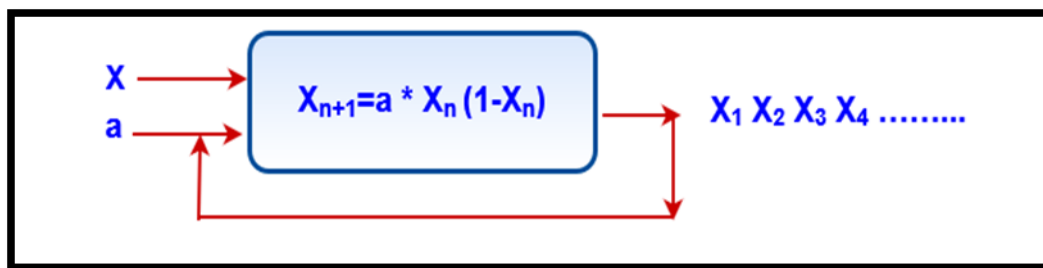 X
a
Xn+1=a * Xn (1-Xn)
X1 X2 X3 X4 ……....